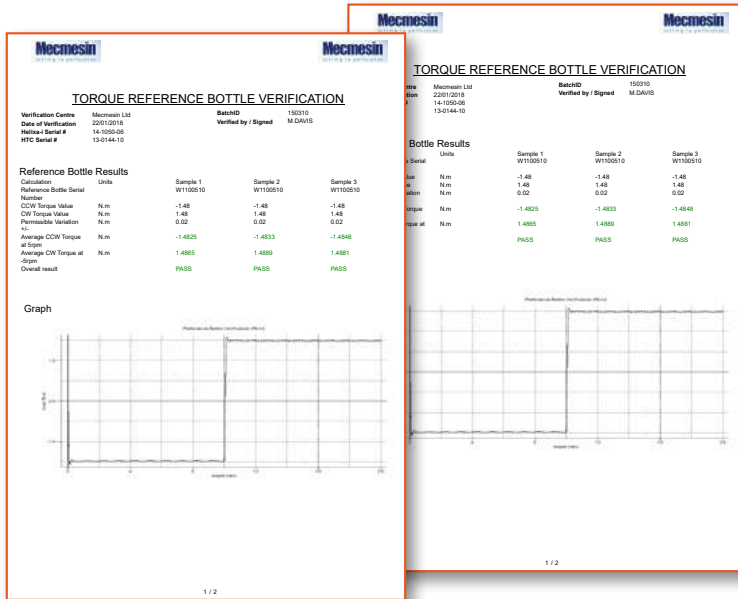 Mecmesin
Mecmesin
TORQUE REFERENCE BOTTLE VERIFICATION
Verification Centre Mecmesin Ltd BatchID 150310
Date of Verification 22/01/2018 Verified by / Signed M.DAVIS
Helixa-i Serial # 14-1050-06
HTC Serial # 13-0144-10
Reference Bottle Results
Calculation Units Sample 1 Sample 2 Sample 3
Reference Bottle Serial W1100510 W1100510 W1100510
Number
CCW Torque Value N.m -1.48 -1.48 -1.48
CW Torque Value N.m 1.48 1.48 1.48
Permissible Variation N.m 0.02 0.02 0.02
+/-
Average CCW Torque N.m -1.4825 -1.4833 -1.4848
at 5rpm
Average CW Torque at N.m 1.4865 1.4889 1.4881
-5rpm
Overall result PASS PASS PASS
Graph
1 / 2
Mecmesin
Mecmesin
TORQUE REFERENCE BOTTLE VERIFICATION
Mecmesin Ltd BatchID 150310
22/01/2018 Verified by / Signed M.DAVIS
14-1050-06
13-0144-10
Bottle Results
Units Sample 1 Sample 2 Sample 3
Serial W1100510 W1100510 W1100510
N.m -1.48 -1.48 -1.48
N.m 1.48 1.48 1.48
N.m 0.02 0.02 0.02
N.m -1.4825 -1.4833 -1.4848
N.m 1.4865 1.4889 1.4881
PASS PASS PASS
1 / 2